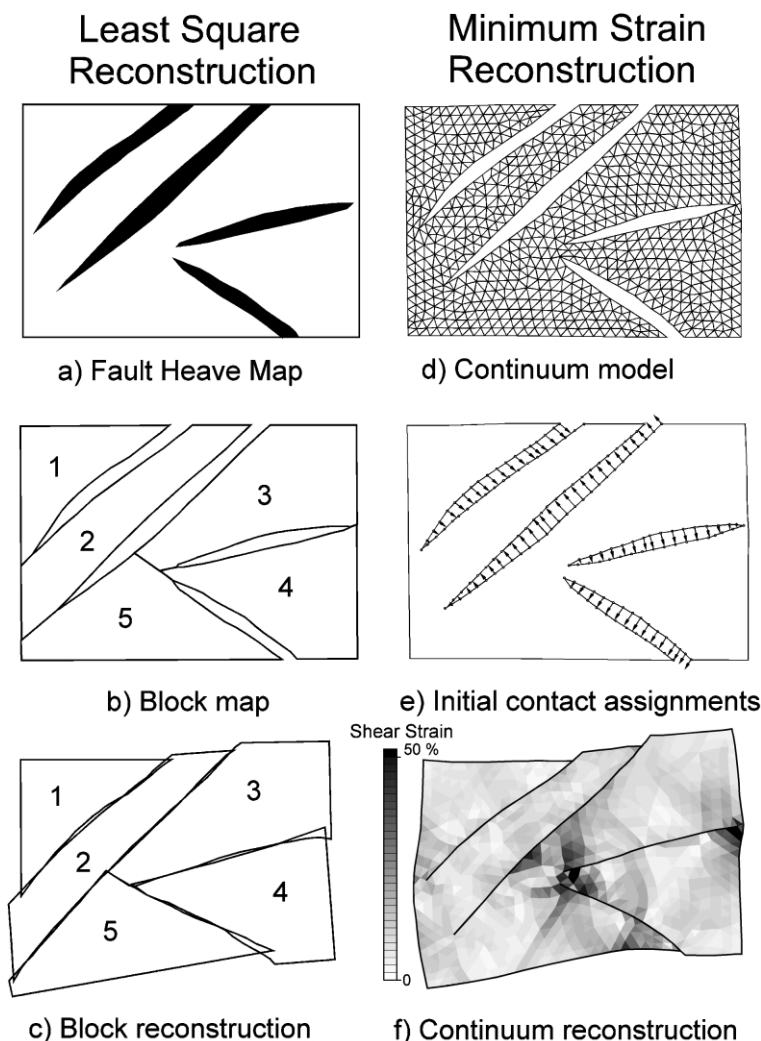 Least Square
Reconstruction
Minimum Strain
Reconstruction
a) Fault Heave Map
d) Continuum model
1
2
3
4
5
b) Block map
e) Initial contact assignments
1
2
3
4
5
c) Block reconstruction
Shear Strain
50 %
0
f) Continuum reconstruction